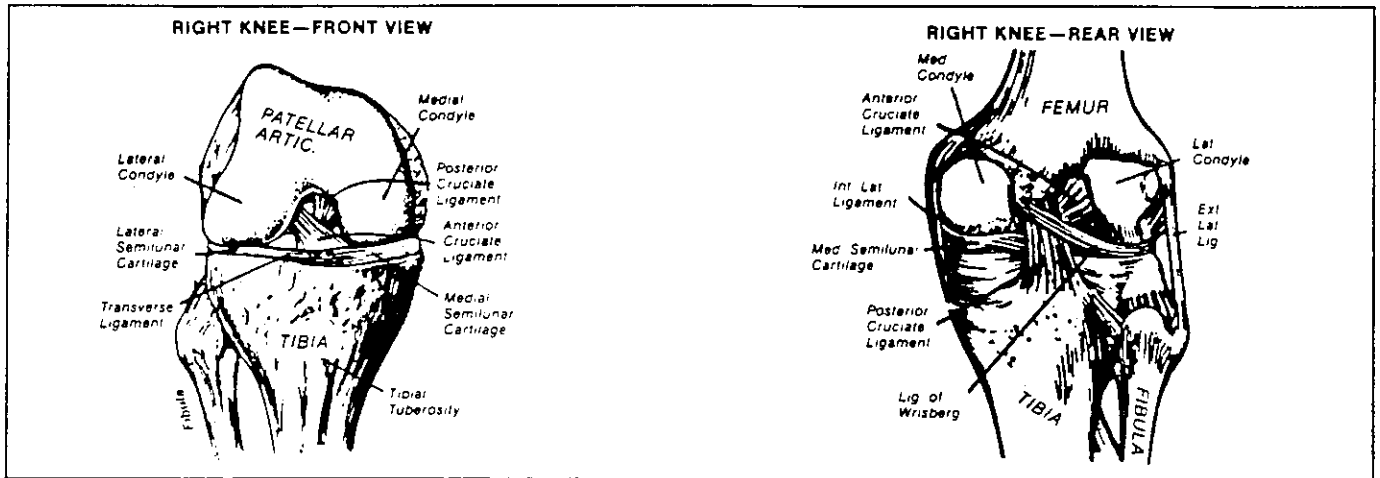 RIGHT KNEE—FRONT VIEW
PATELLAR
ARTIC.
Medial
Condyle
Lateral
Condyle
Posterior
Cruciate
Ligament
Anterior
Cruciate
Ligament
Lateral
Semilunar
Cartilage
Transverse
Ligament
Medial
Semilunar
Cartilage
TIBIA
Tibial
Tuberosity
Fibula
RIGHT KNEE—REAR VIEW
Med
Condyle
Anterior
Cruciate
Ligament
FEMUR
Lat
Condyle
Int Lat
Ligament
Ext
Lat
Lig
Med Semilunar
Cartilage
Posterior
Cruciate
Ligament
Lig of
Wrisberg
TIBIA
FIBULA